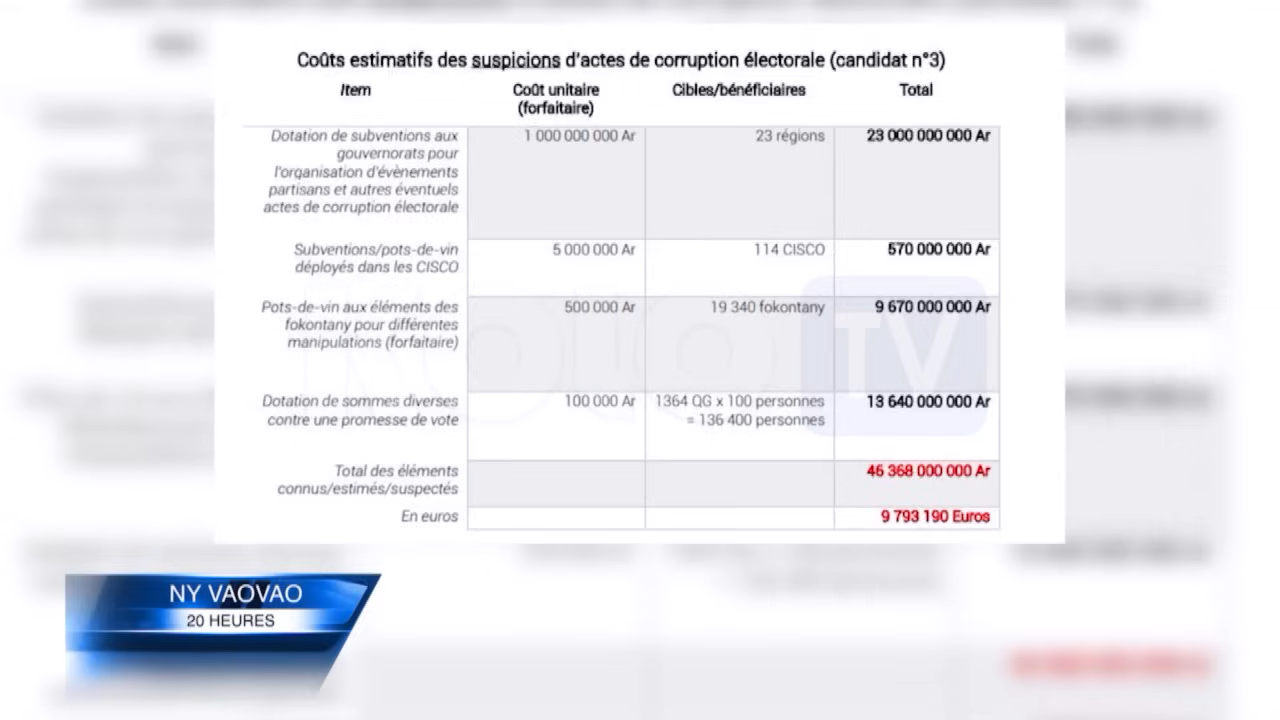 Coûts estimatifs des suspicions d'actes de corruption électorale (candidat n°3)
Item
Coût unitaire
(forfaitaire)
Cibles/bénéficiaires
Total
Dotation de subventions aux
gouvernorats pour
l'organisation d'évènements
partisans et autres éventuels
actes de corruption électorale
1 000 000 000 Ar
23 régions
23 000 000 000 Ar
Subventions/pots-de-vin
déployés dans les CISCO
5 000 000 Ar
114 CISCO
570 000 000 Ar
Pots-de-vin aux éléments des
fokontany pour différentes
manipulations (forfaitaire)
500 000 Ar
19 340 fokontany
9 670 000 000 Ar
Dotation de sommes diverses
contre une promesse de vote
100 000 Ar
1364 QG x 100 personnes
= 136 400 personnes
13 640 000 000 Ar
Total des éléments
connus/estimés/suspectés
46 368 000 000 Ar
En euros
9 793 190 Euros
KOLO TV
NY VAOVAO
20 HEURES